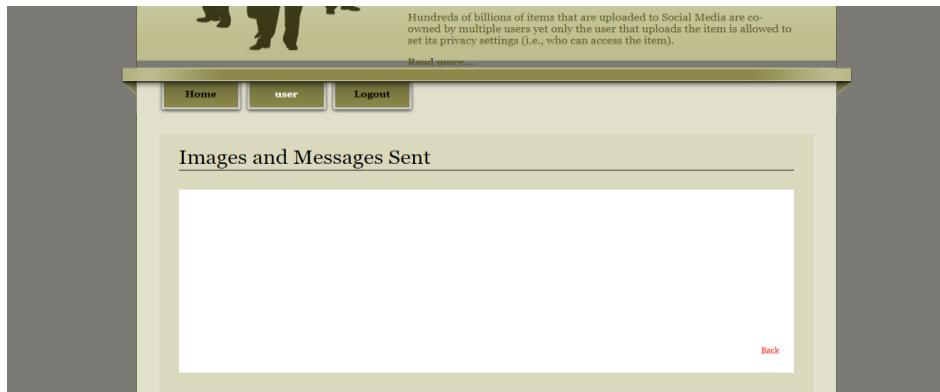 Hundreds of billions of items that are uploaded to Social Media are co-
owned by multiple users yet only the user that uploads the item is allowed to
set its privacy settings (i.e., who can access the item).
Read more...
Home user Logout
Images and Messages Sent
Back